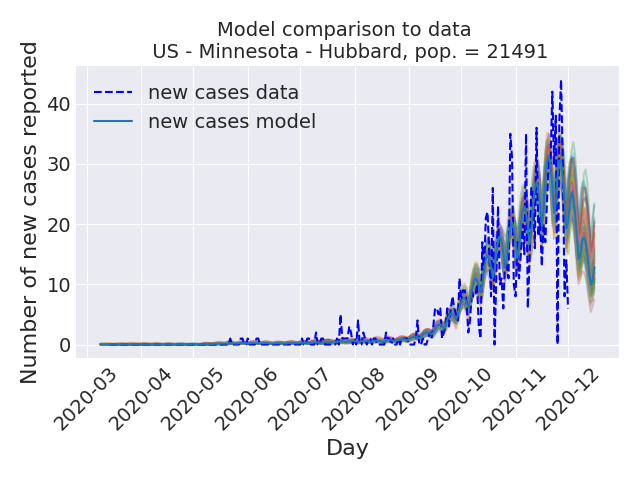 Model comparison to data
US - Minnesota - Hubbard, pop. = 21491
Number of new cases reported
40
30
20
10
0
new cases data
new cases model
2020-03
2020-04
2020-05
2020-06
2020-07
2020-08
2020-09
2020-10
2020-11
2020-12
Day